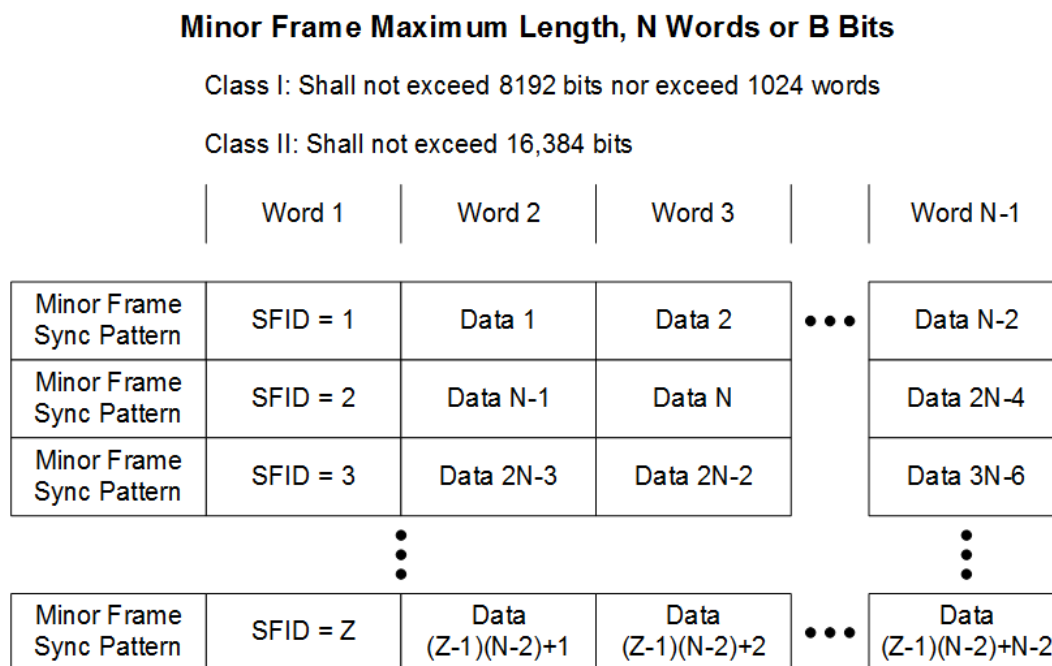 Minor Frame Maximum Length, N Words or B Bits
Class I: Shall not exceed 8192 bits nor exceed 1024 words
Class II: Shall not exceed 16,384 bits
Word 1 Word 2 Word 3 Word N-1
Minor Frame
Sync Pattern
SFID = 1
Data 1
Data 2
Data N-2
Minor Frame
Sync Pattern
SFID = 2
Data N-1
Data N
Data 2N-4
Minor Frame
Sync Pattern
SFID = 3
Data 2N-3
Data 2N-2
Data 3N-6
Minor Frame
Sync Pattern
SFID = Z
Data
(Z-1)(N-2)+1
Data
(Z-1)(N-2)+2
Data
(Z-1)(N-2)+N-2